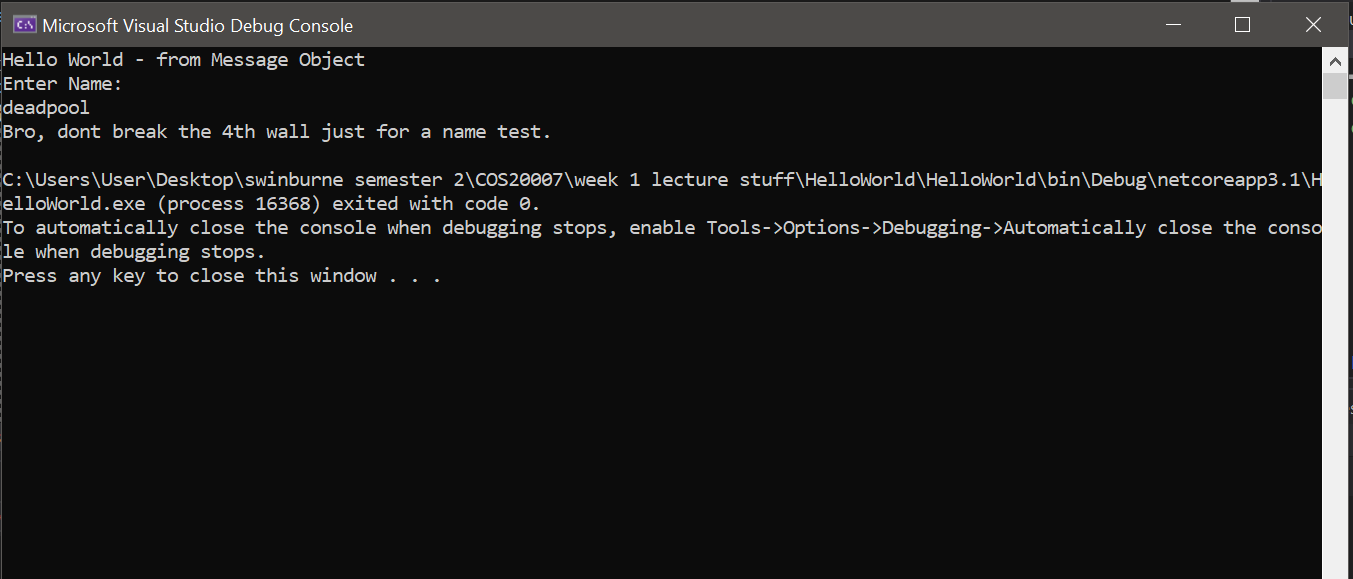 Microsoft Visual Studio Debug Console
Hello World - from Message Object
Enter Name:
deadpool
Bro, dont break the 4th wall just for a name test.
C:\Users\User\Desktop\swinburne semester 2\COS20007\week 1 lecture stuff\HelloWorld\HelloWorld\bin\Debug\netcoreapp3.1\H
elloWorld.exe (process 16368) exited with code 0.
To automatically close the console when debugging stops, enable Tools->Options->Debugging->Automatically close the conso
le when debugging stops.
Press any key to close this window . . .